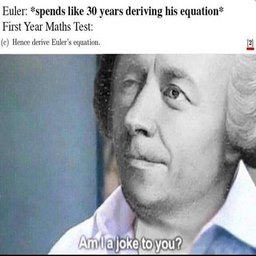 Euler: *spends like 30 years deriving his equation*
First Year Maths Test:
(c) Hence derive Euler's equation.
[2]
Am I a joke to you?